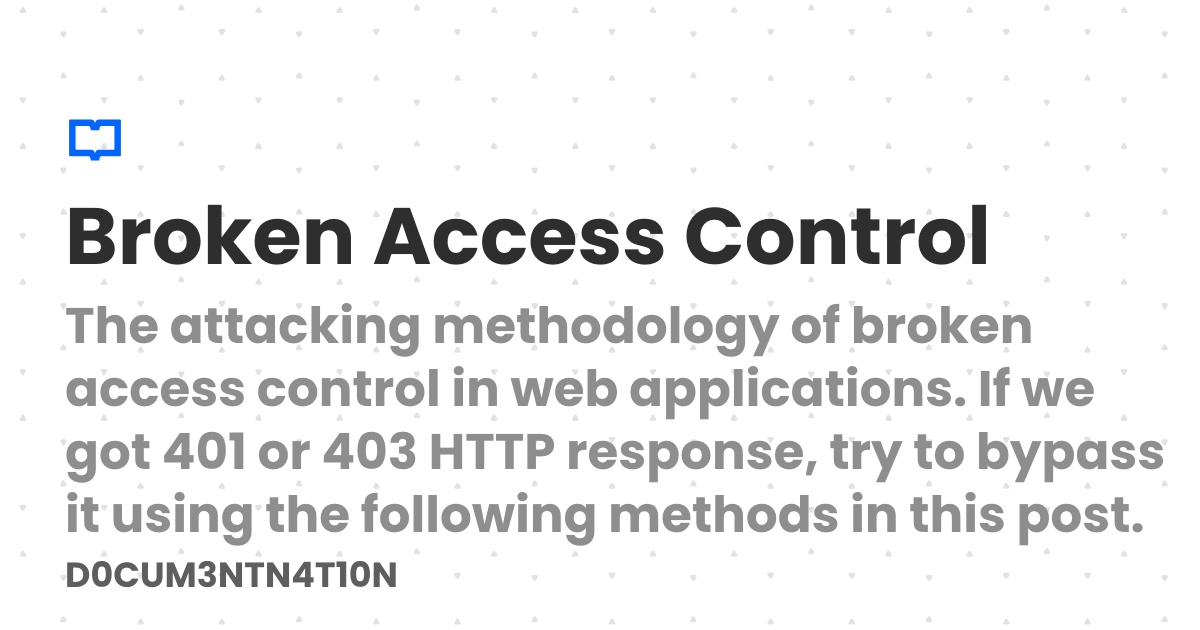 Broken Access Control
The attacking methodology of broken
access control in web applications. If we
got 401 or 403 HTTP response, try to bypass
it using the following methods in this post.
D0CUM3NTN4T10N